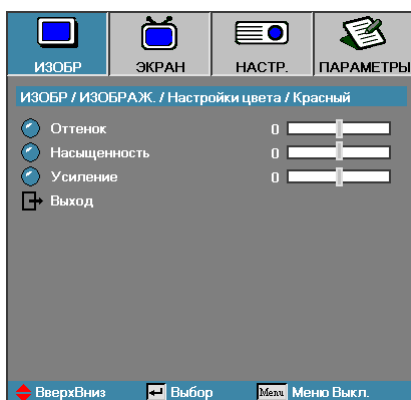 ИЗОБР ЭКРАН НАСТР. ПАРАМЕТРЫ
ИЗОБР / ИЗОБРАЖ. / Настройки цвета / Красный
Оттенок 0
Насыщенность 0
Усиление 0
Выход
ВверхВниз Выбор Menu Меню Выкл.